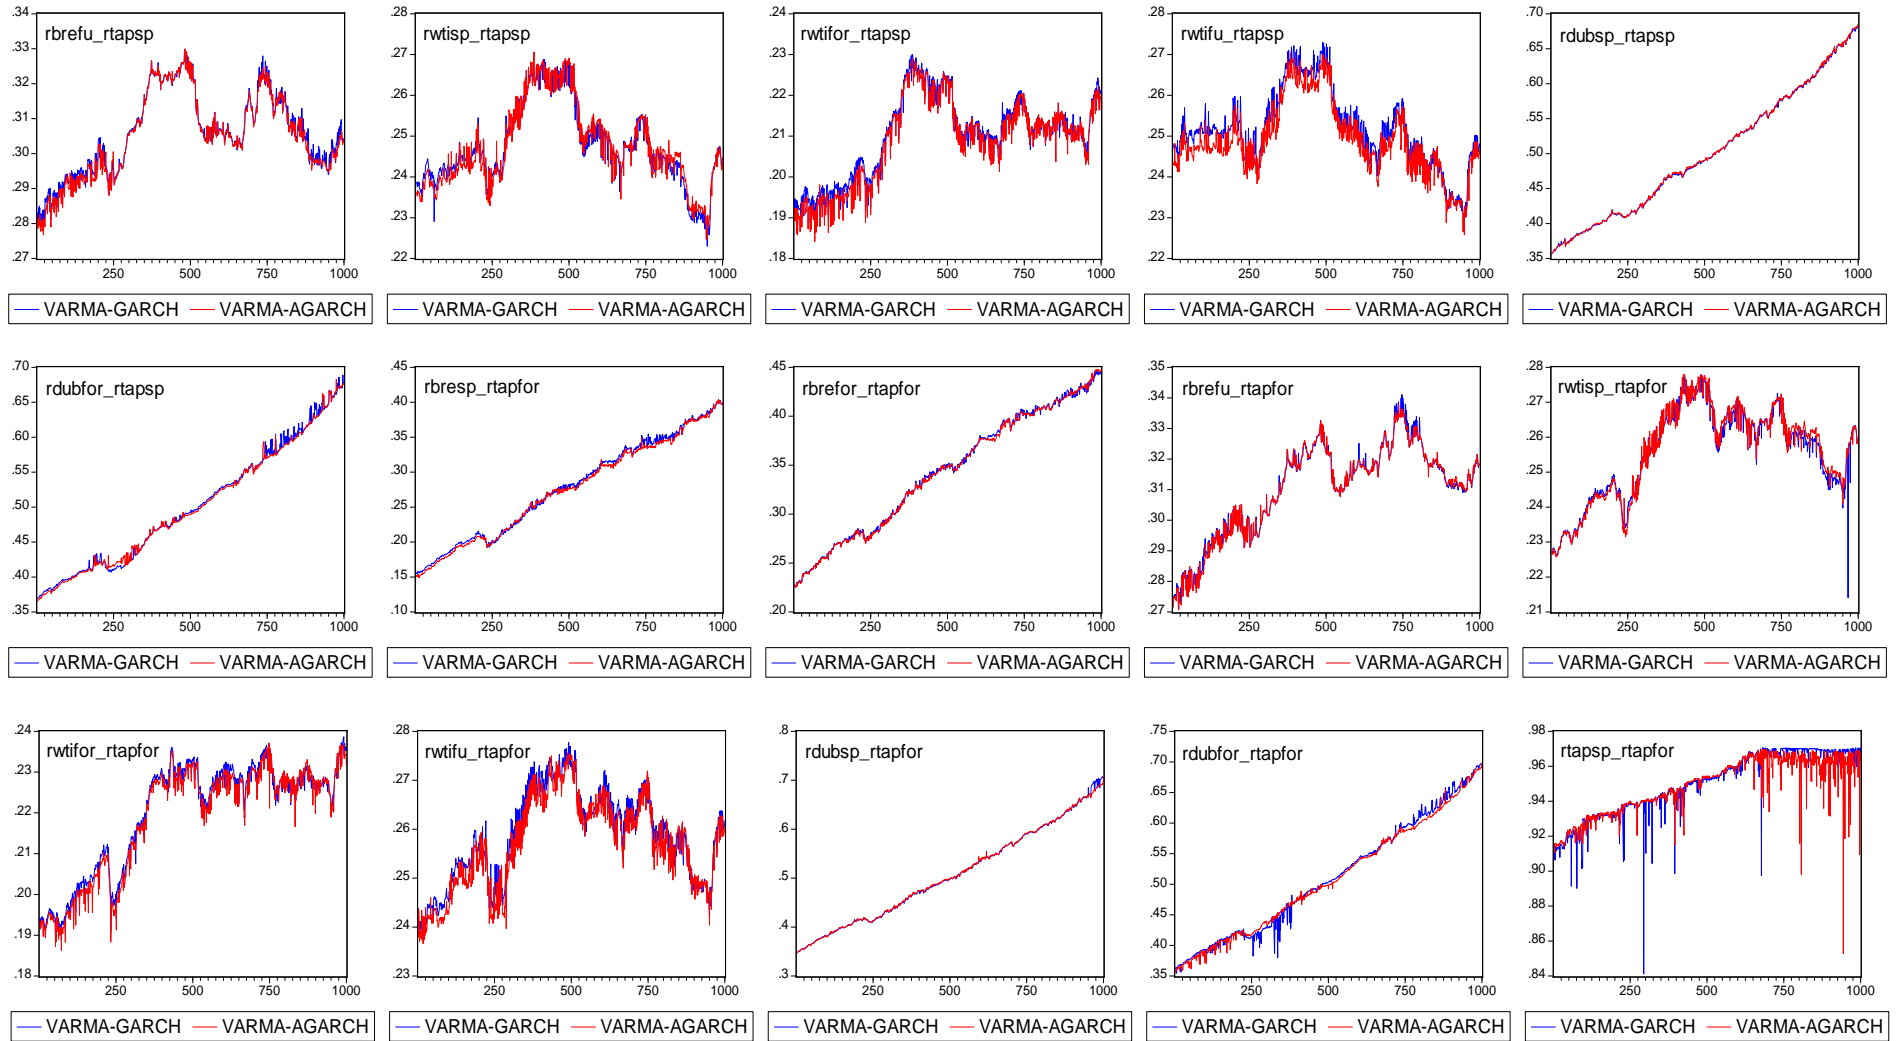 rbrefu_rtapsp
.34
.33
.32
.31
.30
.29
.28
.27
250 500 750 1000
VARMA-GARCH VARMA-AGARCH
rwtisp_rtapsp
.28
.27
.26
.25
.24
.23
.22
250 500 750 1000
VARMA-GARCH VARMA-AGARCH
rwtifor_rtapsp
.24
.23
.22
.21
.20
.19
.18
250 500 750 1000
VARMA-GARCH VARMA-AGARCH
rwtifu_rtapsp
.28
.27
.26
.25
.24
.23
.22
250 500 750 1000
VARMA-GARCH VARMA-AGARCH
rdubsp_rtapsp
.70
.65
.60
.55
.50
.45
.40
.35
250 500 750 1000
VARMA-GARCH VARMA-AGARCH
rdubfor_rtapsp
.70
.65
.60
.55
.50
.45
.40
.35
250 500 750 1000
VARMA-GARCH VARMA-AGARCH
rbresp_rtapfor
.45
.40
.35
.30
.25
.20
.15
.10
250 500 750 1000
VARMA-GARCH VARMA-AGARCH
rbrefor_rtapfor
.45
.40
.35
.30
.25
.20
250 500 750 1000
VARMA-GARCH VARMA-AGARCH
rbrefu_rtapfor
.35
.34
.33
.32
.31
.30
.29
.28
.27
250 500 750 1000
VARMA-GARCH VARMA-AGARCH
rwtisp_rtapfor
.28
.27
.26
.25
.24
.23
.22
.21
250 500 750 1000
VARMA-GARCH VARMA-AGARCH
rwtifor_rtapfor
.24
.23
.22
.21
.20
.19
.18
250 500 750 1000
VARMA-GARCH VARMA-AGARCH
rwtifu_rtapfor
.28
.27
.26
.25
.24
.23
250 500 750 1000
VARMA-GARCH VARMA-AGARCH
rdubsp_rtapfor
.8
.7
.6
.5
.4
.3
250 500 750 1000
VARMA-GARCH VARMA-AGARCH
rdubfor_rtapfor
.75
.70
.65
.60
.55
.50
.45
.40
.35
250 500 750 1000
VARMA-GARCH VARMA-AGARCH
rtapsp_rtapfor
.98
.96
.94
.92
.90
.88
.86
.84
250 500 750 1000
VARMA-GARCH VARMA-AGARCH